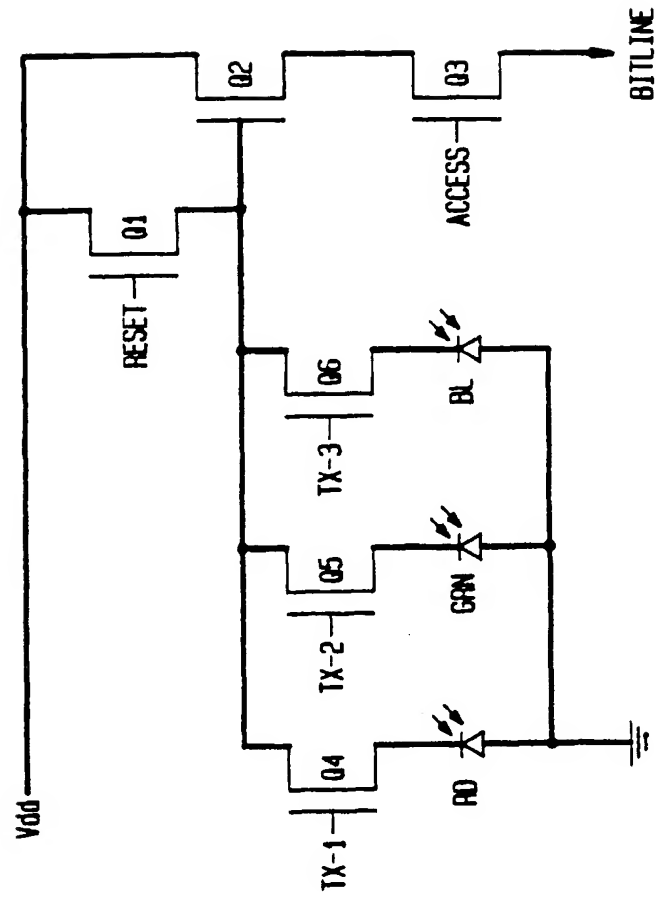 Vdd
RESET
Q1
Q2
Q3
ACCESS
BITLINE
TX-1
Q4
TX-2
Q5
TX-3
Q6
RD
GRN
BL